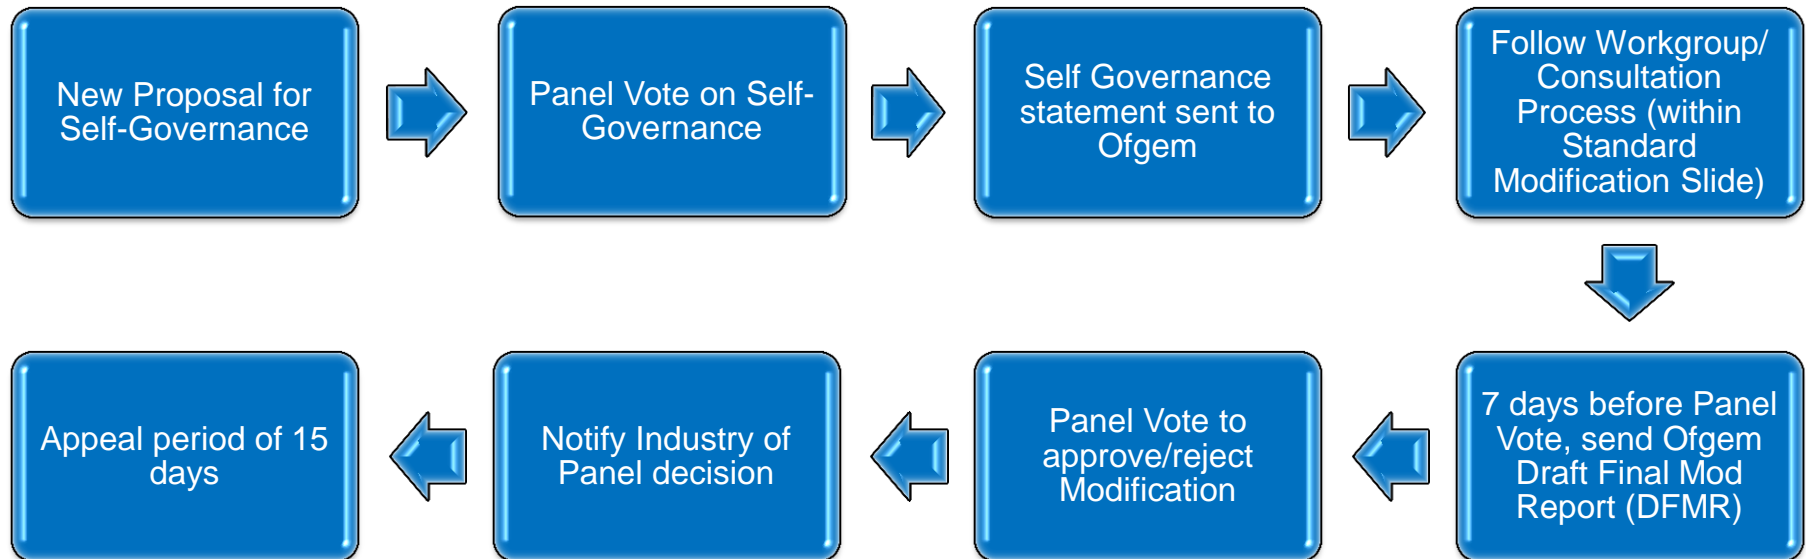 New Proposal for
Self-Governance
Panel Vote on Self-
Governance
Self Governance
statement sent to
Ofgem
Follow Workgroup/
Consultation
Process (within
Standard
Modification Slide)
7 days before Panel
Vote, send Ofgem
Draft Final Mod
Report (DFMR)
Panel Vote to
approve/reject
Modification
Notify Industry of
Panel decision
Appeal period of 15
days